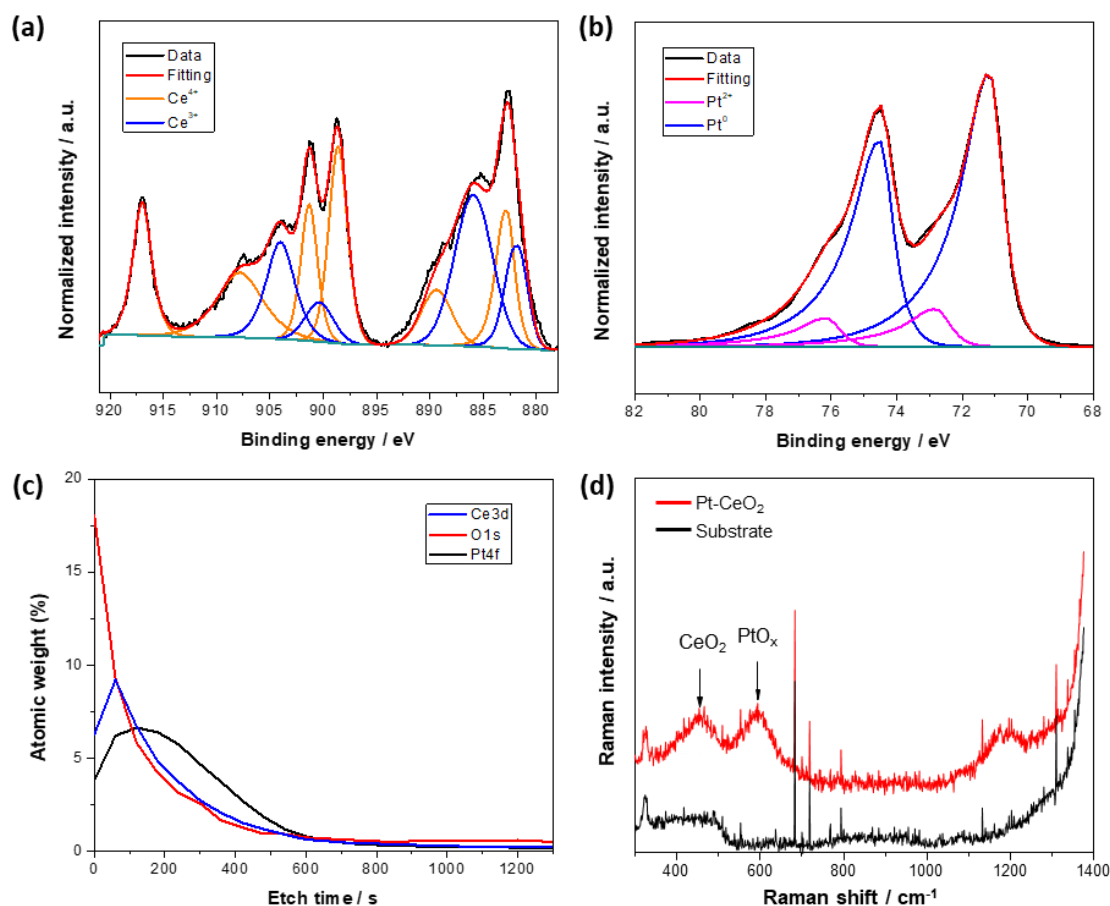 (a)
Data
Fitting
Ce⁴⁺
Ce³⁺
Normalized intensity / a.u.
920 915 910 905 900 895 890 885 880
Binding energy / eV
(b)
Data
Fitting
Pt²⁺
Pt⁰
Normalized intensity / a.u.
82 80 78 76 74 72 70 68
Binding energy / eV
(c)
20
15
10
5
0
Ce3d
O1s
Pt4f
Atomic weight (%)
0 200 400 600 800 1000 1200
Etch time / s
(d)
Pt-CeO₂
Substrate
CeO₂
PtOₓ
Raman intensity / a.u.
400 600 800 1000 1200 1400
Raman shift / cm⁻¹